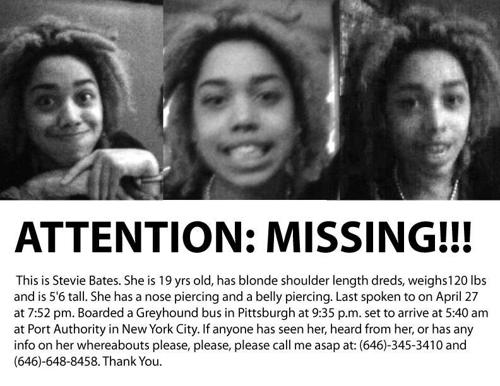 ATTENTION: MISSING!!!
This is Stevie Bates. She is 19 yrs old, has blonde shoulder length dreds, weighs120 lbs
and is 5'6 tall. She has a nose piercing and a belly piercing. Last spoken to on April 27
at 7:52 pm. Boarded a Greyhound bus in Pittsburgh at 9:35 p.m. set to arrive at 5:40 am
at Port Authority in New York City. If anyone has seen her, heard from her, or has any
info on her whereabouts please, please, please call me asap at: (646)-345-3410 and
(646)-648-8458. Thank You.